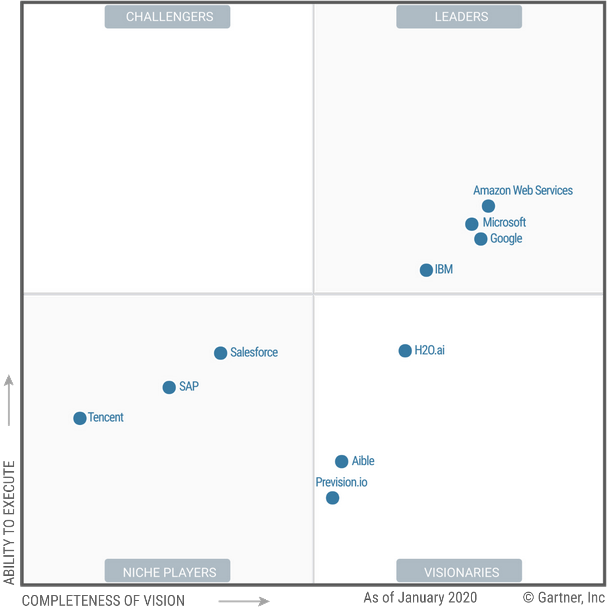 CHALLENGERS
LEADERS
Amazon Web Services
Microsoft
Google
IBM
Salesforce
H2O.ai
SAP
Tencent
Aible
Prevision.io
NICHE PLAYERS
VISIONARIES
ABILITY TO EXECUTE
COMPLETENESS OF VISION
As of January 2020
© Gartner, Inc